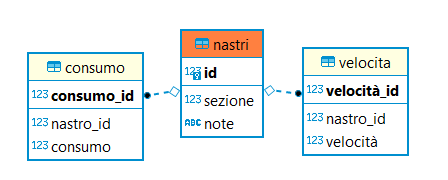 consumo
123 consumo_id
123 nastro_id
123 consumo
nastri
123 id
123 sezione
ABC note
velocita
123 velocità_id
123 nastro_id
123 velocità